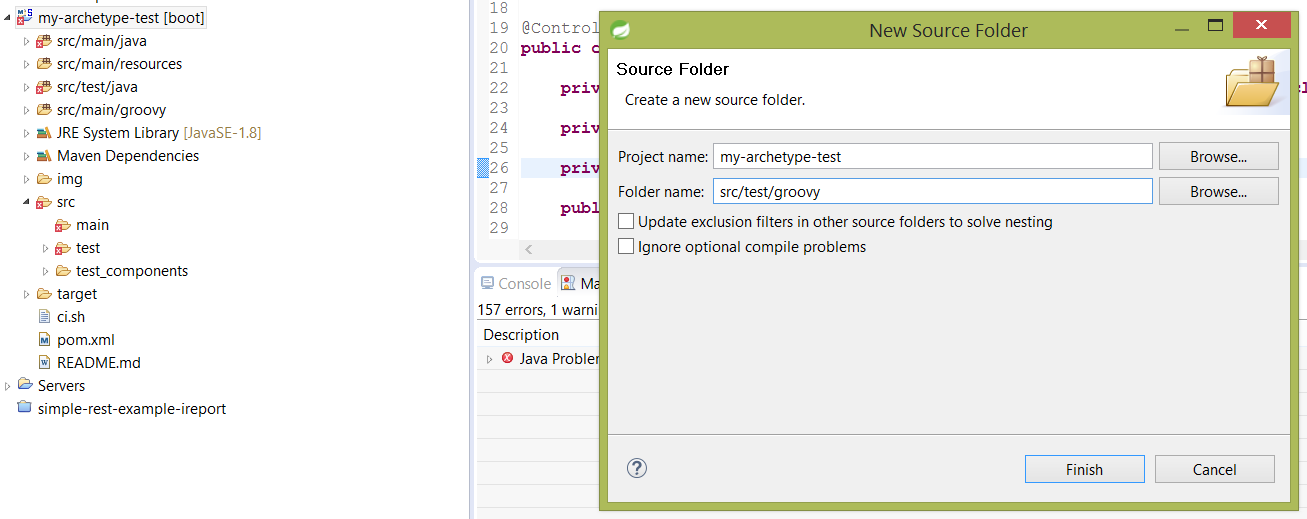 my-archetype-test [boot]
src/main/java
src/main/resources
src/test/java
src/main/groovy
JRE System Library [JavaSE-1.8]
Maven Dependencies
img
src
main
test
test_components
target
ci.sh
pom.xml
README.md
Servers
simple-rest-example-ireport
18
19 @Control
20 public c
21
22 priv
23
24 priv
25
26 priv
27
28 publ
29
Console Ma
157 errors, 1 warni
Description
Java Probler
New Source Folder
Source Folder
Create a new source folder.
Project name: my-archetype-test Browse...
Folder name: src/test/groovy Browse...
Update exclusion filters in other source folders to solve nesting
Ignore optional compile problems
? Finish Cancel